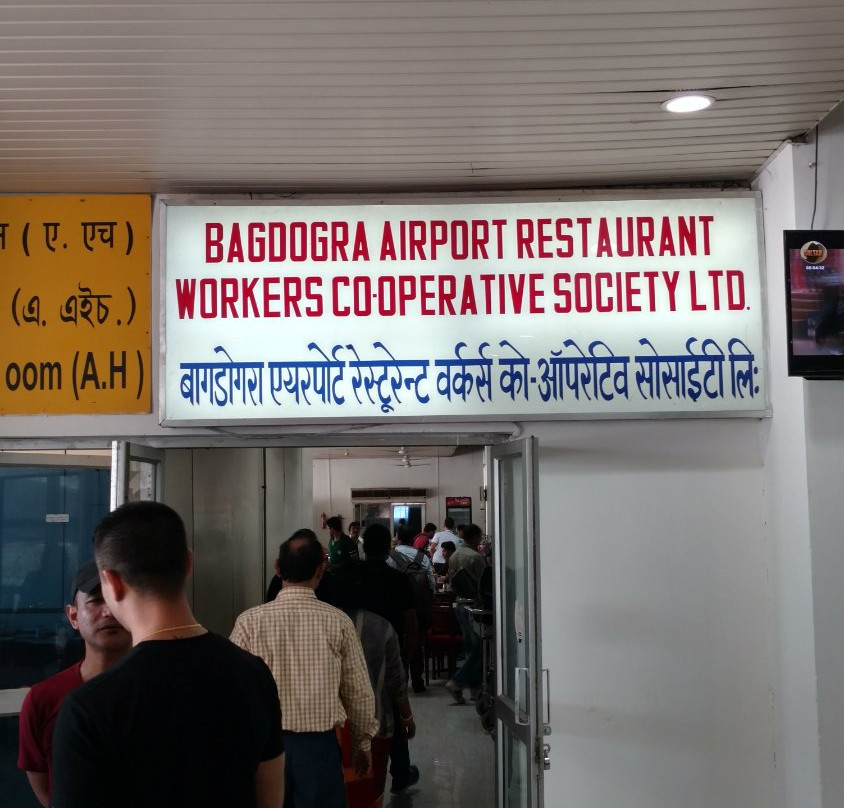 ( ए. एच )
(এ. এইচ.)
oom (A.H )
BAGDOGRA AIRPORT RESTAURANT
WORKERS CO-OPERATIVE SOCIETY LTD.
बागडोगरा एयरपोर्ट रेस्टूरेन्ट वर्कर्स को-ऑपरेटिव सोसाईटी लि: